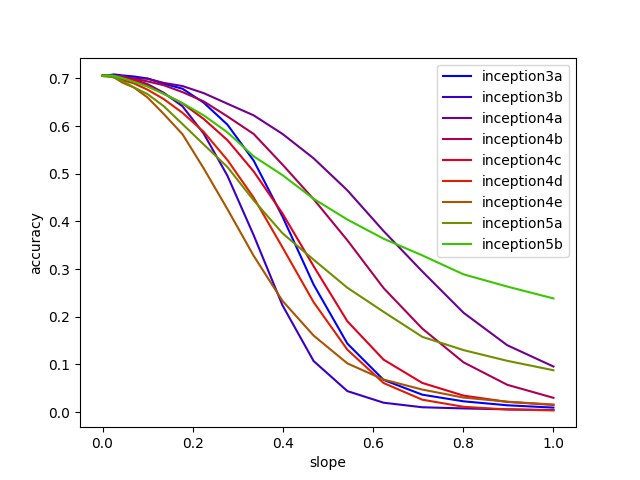 0.7
0.6
0.5
0.4
0.3
0.2
0.1
0.0
accuracy
0.0 0.2 0.4 0.6 0.8 1.0
slope
inception3a
inception3b
inception4a
inception4b
inception4c
inception4d
inception4e
inception5a
inception5b